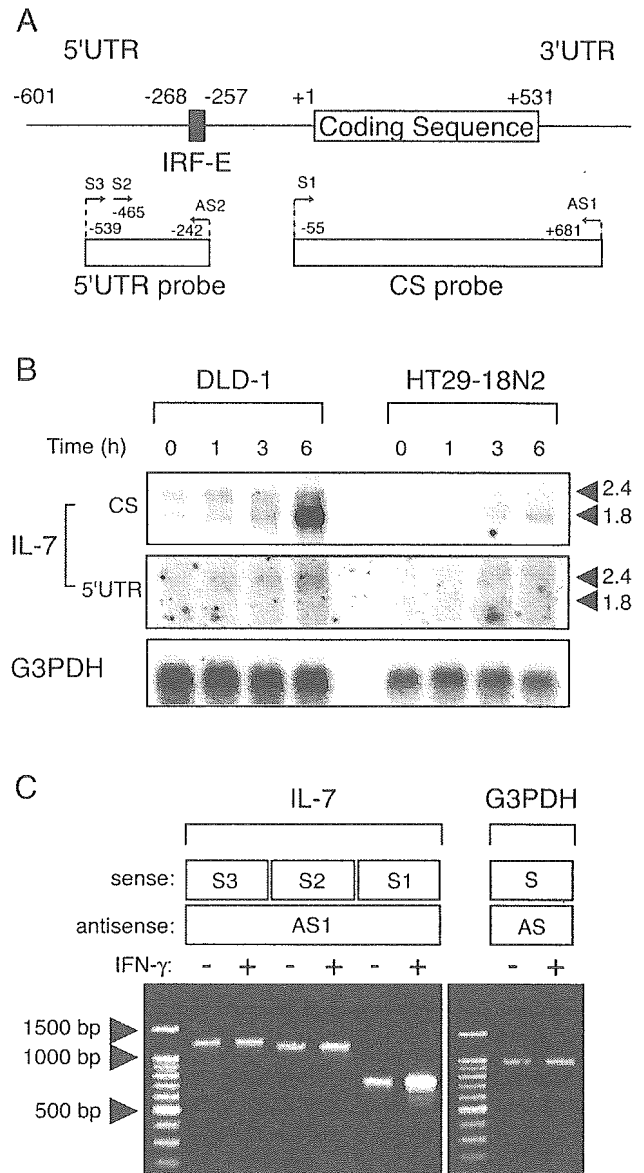 A
5'UTR 3'UTR
-601 -268 -257 +1 +531
Coding Sequence
IRF-E
S3 S2 AS2 S1 AS1
-465
-539 -242 -55 +681
5'UTR probe CS probe
B
DLD-1 HT29-18N2
Time (h) 0 1 3 6 0 1 3 6
IL-7
CS 2.4
1.8
5'UTR 2.4
1.8
G3PDH
C
IL-7 G3PDH
sense: S3 S2 S1 S
antisense: AS1 AS
IFN-γ: - + - + - + - +
1500 bp
1000 bp
500 bp